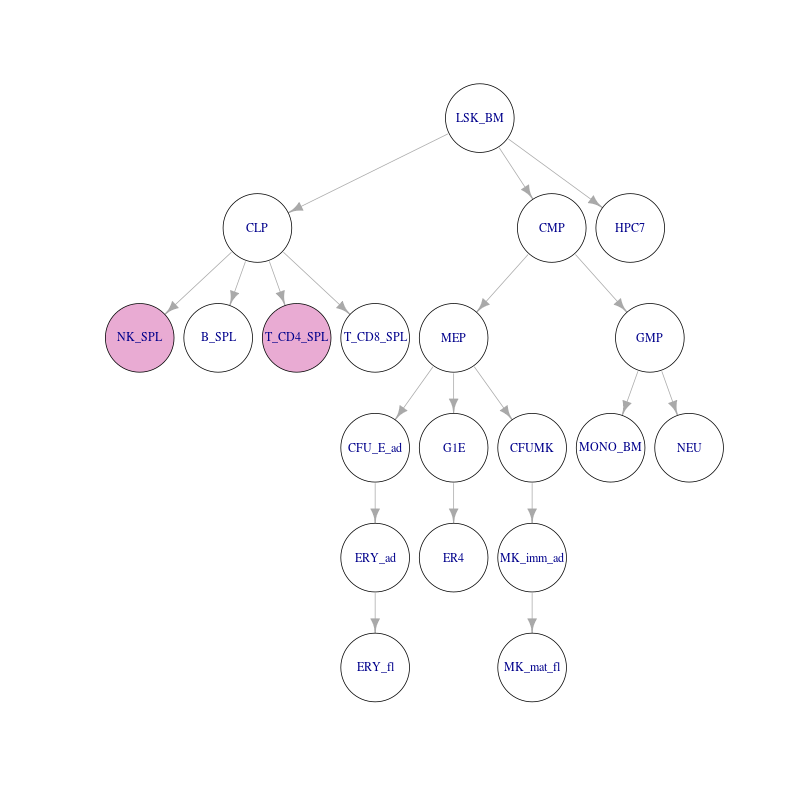 LSK_BM
CLP
CMP
HPC7
NK_SPL
B_SPL
T_CD4_SPL
T_CD8_SPL
MEP
GMP
CFU_E_ad
G1E
CFUMK
MONO_BM
NEU
ERY_ad
ER4
MK_imm_ad
ERY_fl
MK_mat_fl